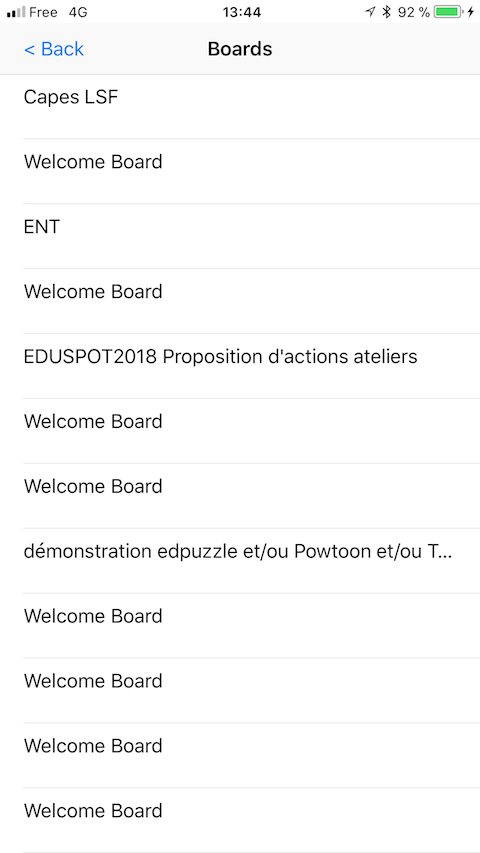 Free 4G 13:44 92 %
< Back Boards
Capes LSF
Welcome Board
ENT
Welcome Board
EDUSPOT2018 Proposition d'actions ateliers
Welcome Board
Welcome Board
démonstration edpuzzle et/ou Powtoon et/ou T...
Welcome Board
Welcome Board
Welcome Board
Welcome Board